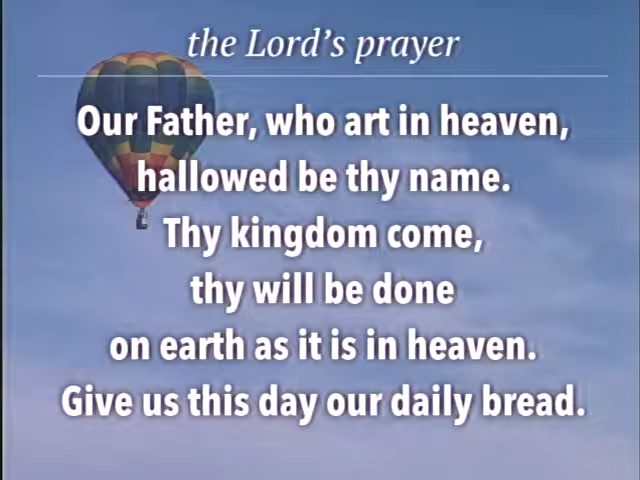 the Lord's prayer
Our Father, who art in heaven,
hallowed be thy name.
Thy kingdom come,
thy will be done
on earth as it is in heaven.
Give us this day our daily bread.